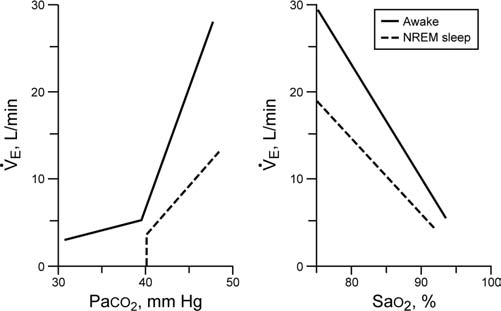 30
20
10
0
V̇E, L/min
30
40
50
PaCO2, mm Hg
30
20
10
0
V̇E, L/min
80
90
100
SaO2, %
Awake
NREM sleep